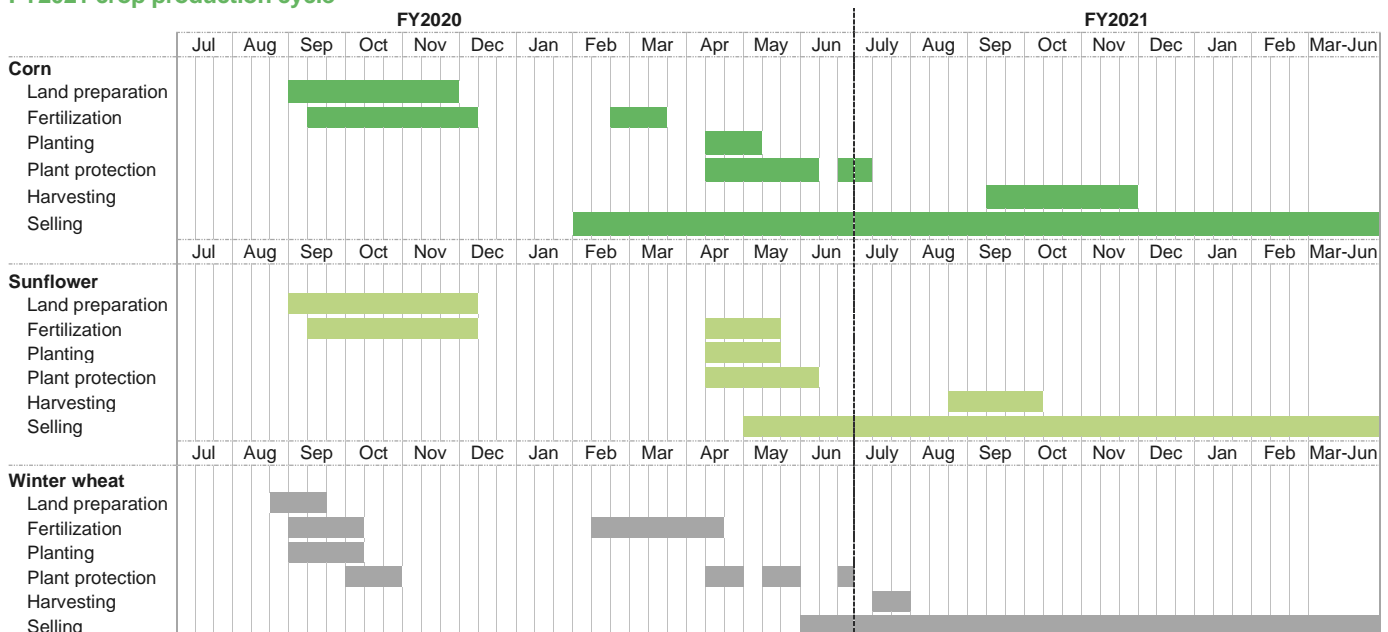 FY2021 crop production cycle
FY2020 FY2021
Jul Aug Sep Oct Nov Dec Jan Feb Mar Apr May Jun July Aug Sep Oct Nov Dec Jan Feb Mar-Jun
Corn
Land preparation
Fertilization
Planting
Plant protection
Harvesting
Selling
Jul Aug Sep Oct Nov Dec Jan Feb Mar Apr May Jun July Aug Sep Oct Nov Dec Jan Feb Mar-Jun
Sunflower
Land preparation
Fertilization
Planting
Plant protection
Harvesting
Selling
Jul Aug Sep Oct Nov Dec Jan Feb Mar Apr May Jun July Aug Sep Oct Nov Dec Jan Feb Mar-Jun
Winter wheat
Land preparation
Fertilization
Planting
Plant protection
Harvesting
Selling